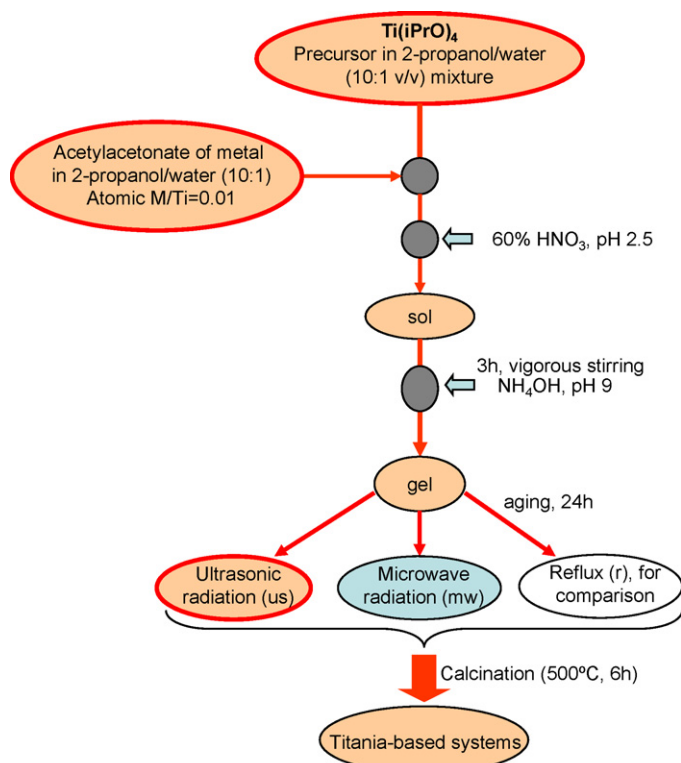 Ti(iPrO)₄
Precursor in 2-propanol/water
(10:1 v/v) mixture
Acetylacetonate of metal
in 2-propanol/water (10:1)
Atomic M/Ti=0.01
60% HNO₃, pH 2.5
sol
3h, vigorous stirring
NH₄OH, pH 9
gel
aging, 24h
Ultrasonic
radiation (us)
Microwave
radiation (mw)
Reflux (r), for
comparison
Calcination (500ºC, 6h)
Titania-based systems